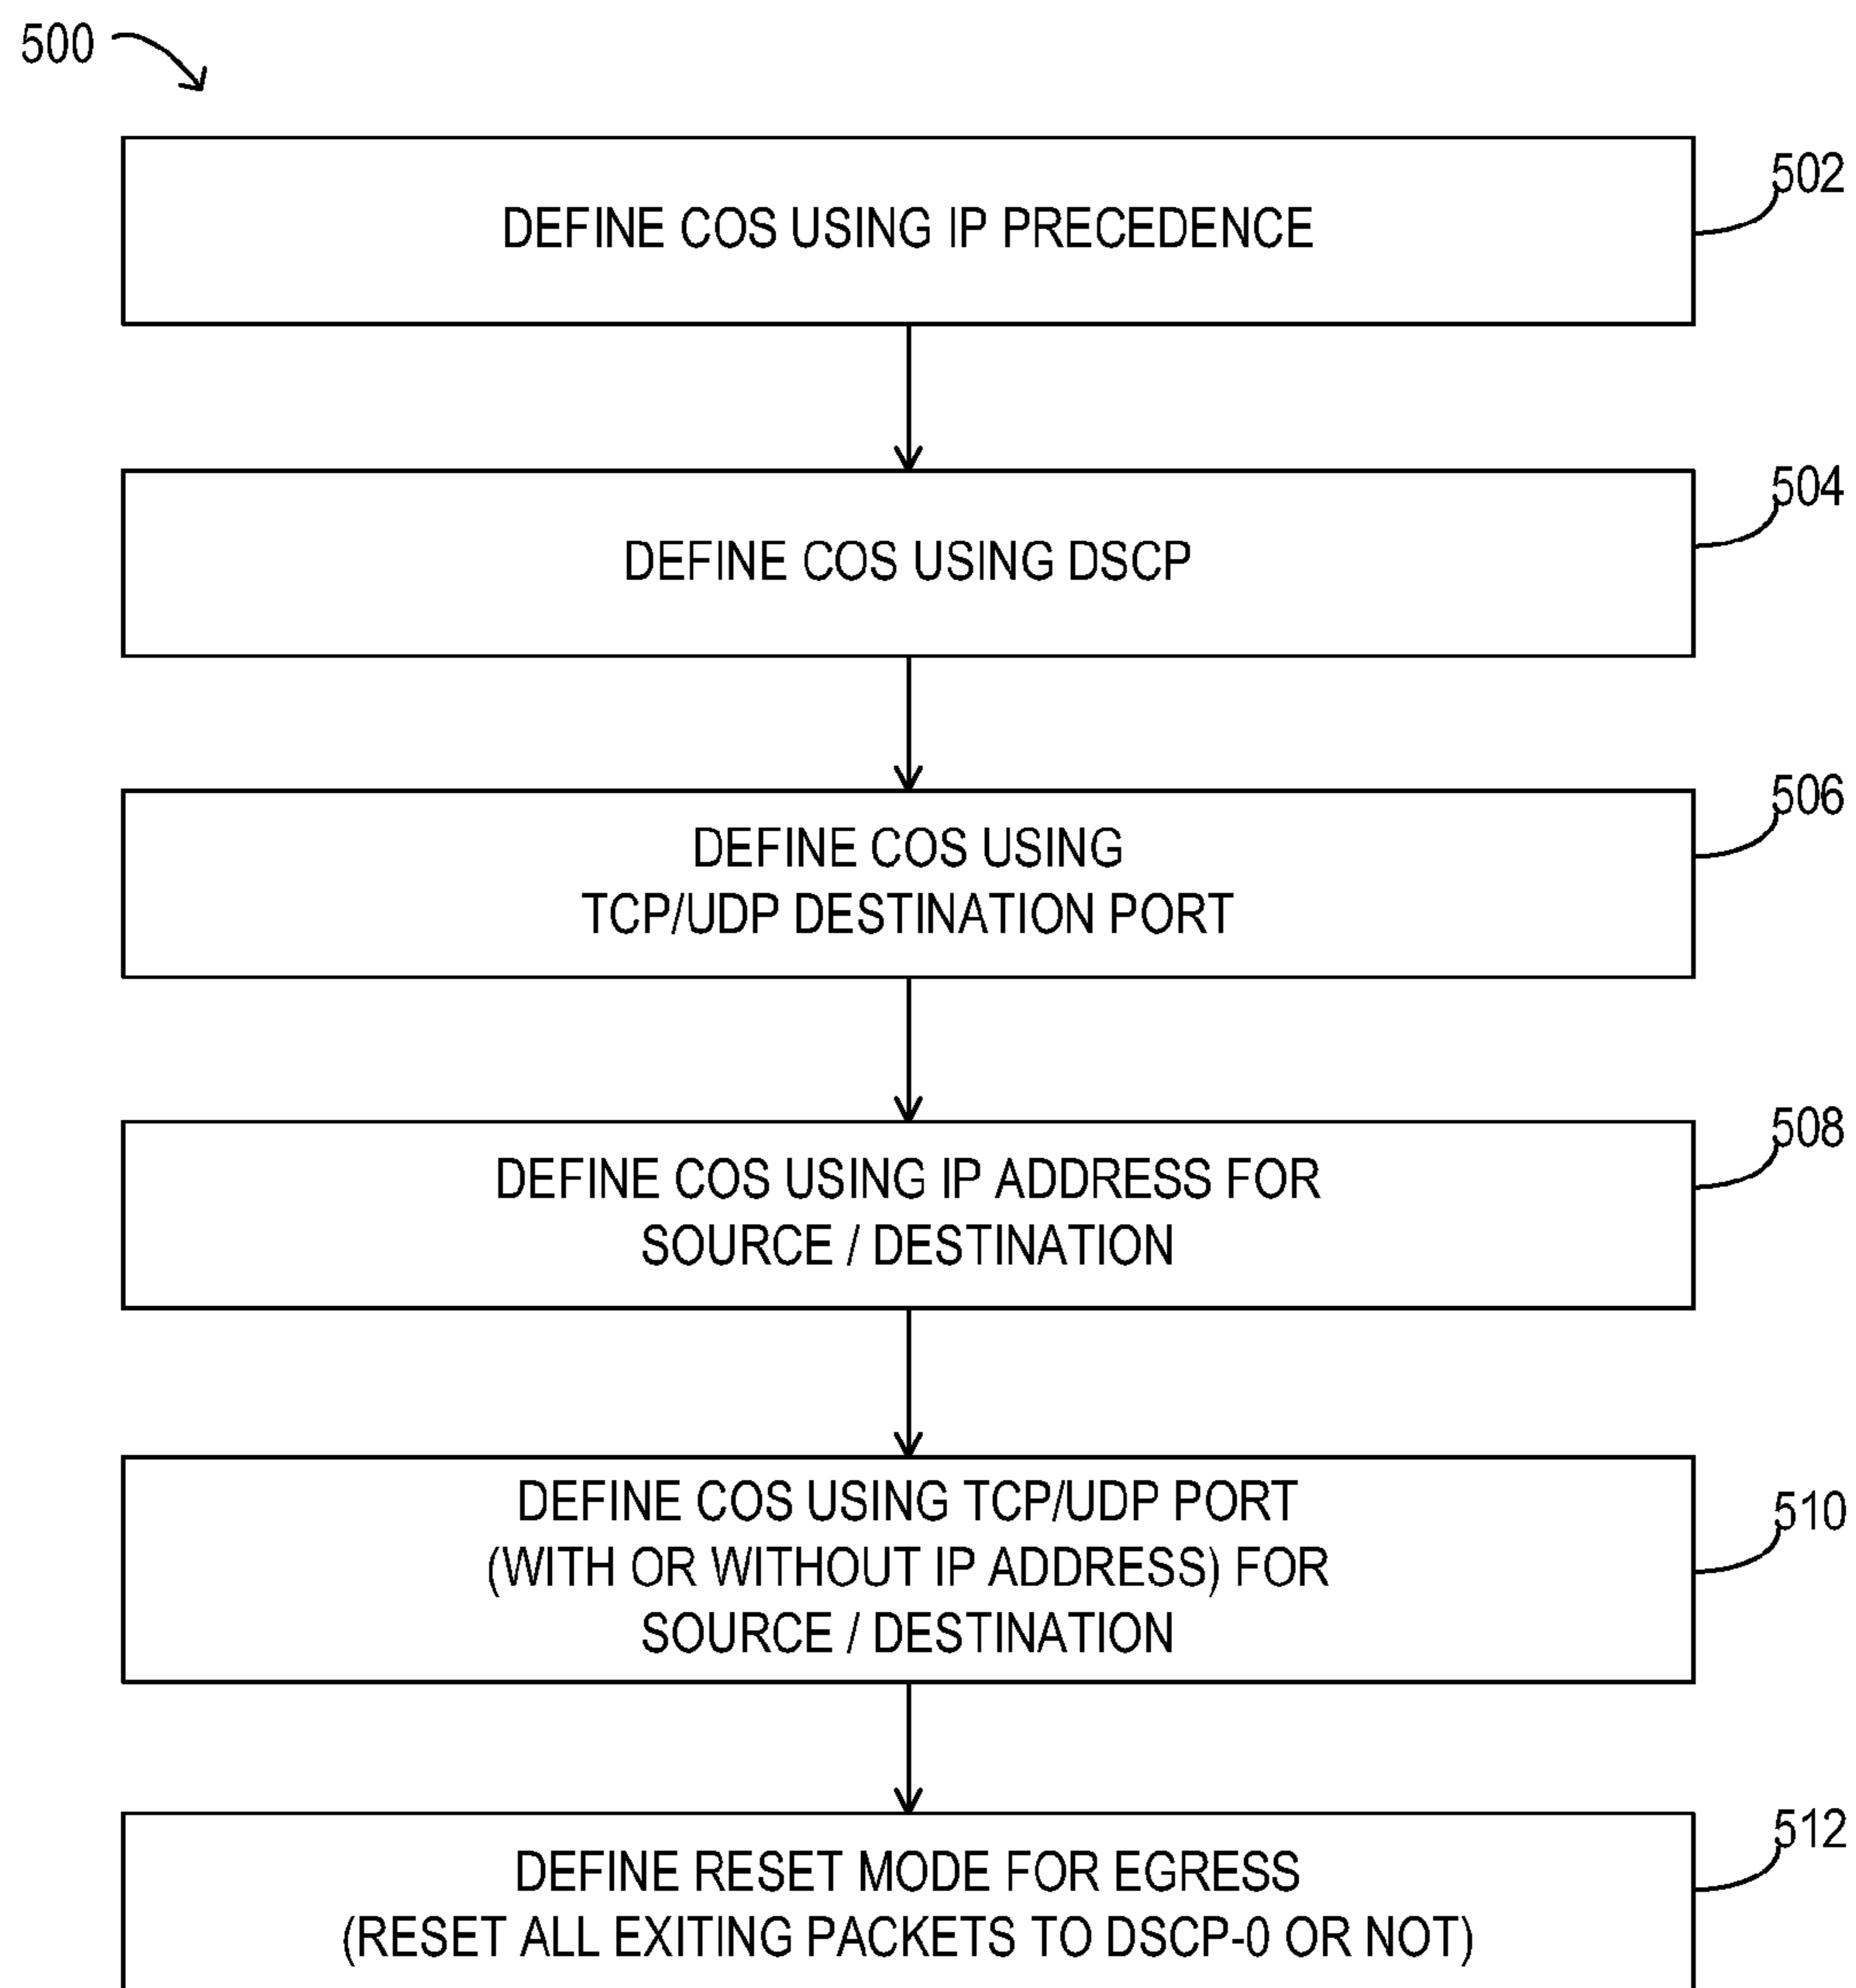 500
DEFINE COS USING IP PRECEDENCE
502
DEFINE COS USING DSCP
504
DEFINE COS USING
TCP/UDP DESTINATION PORT
506
DEFINE COS USING IP ADDRESS FOR
SOURCE / DESTINATION
508
DEFINE COS USING TCP/UDP PORT
(WITH OR WITHOUT IP ADDRESS) FOR
SOURCE / DESTINATION
510
DEFINE RESET MODE FOR EGRESS
(RESET ALL EXITING PACKETS TO DSCP-0 OR NOT)
512